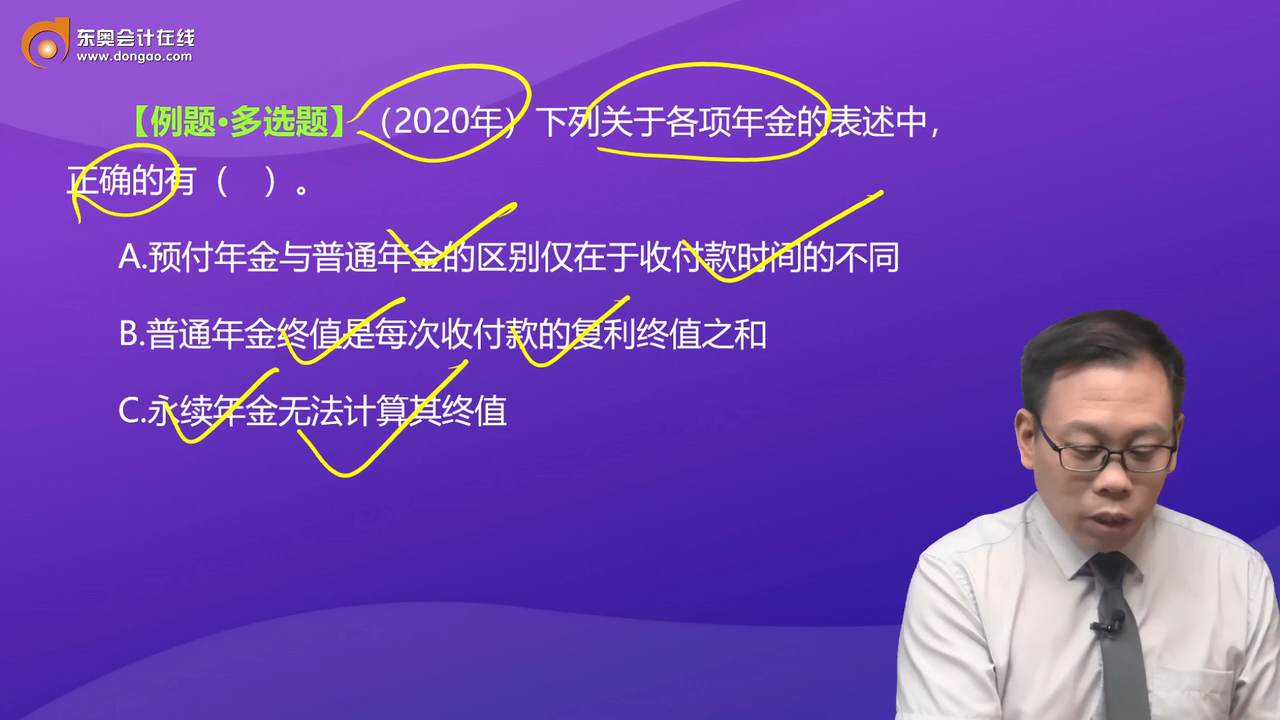 东奥会计在线
www.dongao.com
【例题·多选题】（2020年）下列关于各项年金的表述中，
正确的有（ ）。
A.预付年金与普通年金的区别仅在于收付款时间的不同
B.普通年金终值是每次收付款的复利终值之和
C.永续年金无法计算其终值